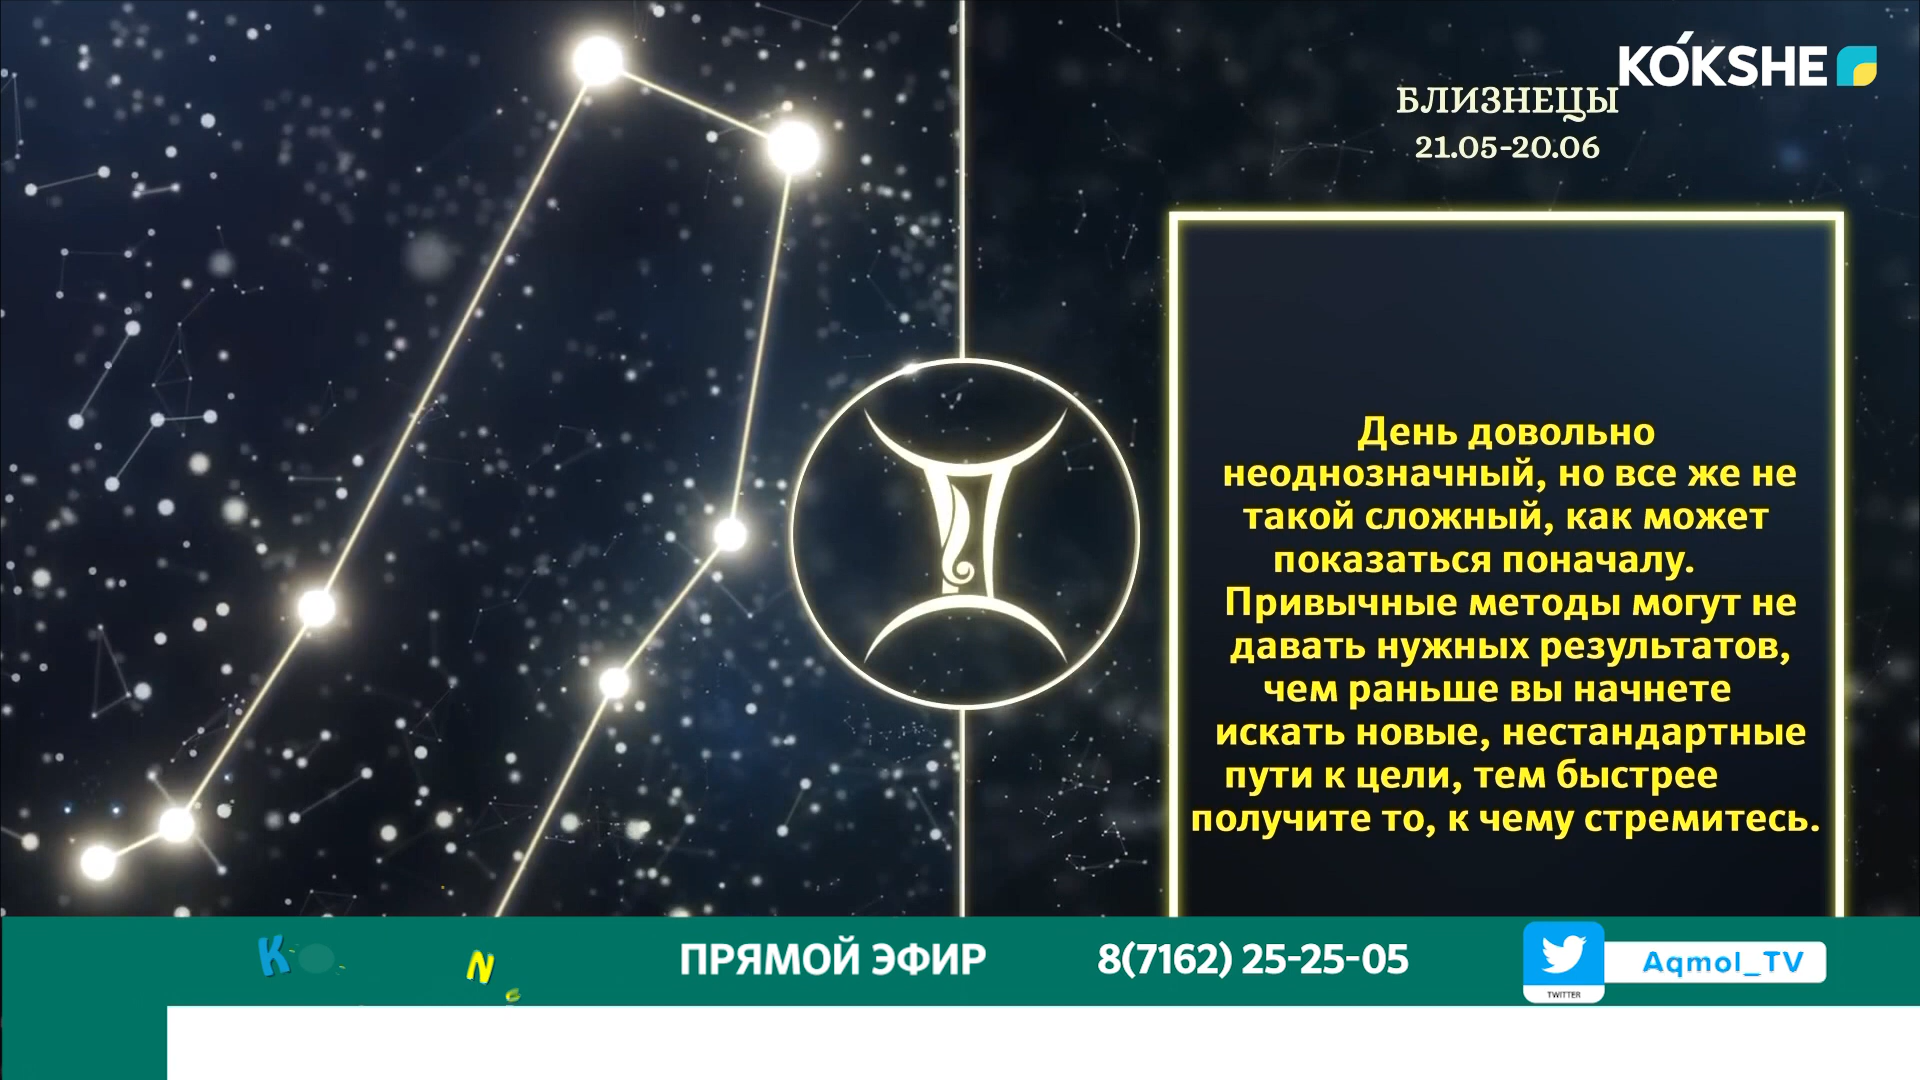 KÓKSHE
БЛИЗНЕЦЫ
21.05-20.06
День довольно
неоднозначный, но все же не
такой сложный, как может
показаться поначалу.
Привычные методы могут не
давать нужных результатов,
чем раньше вы начнете
искать новые, нестандартные
пути к цели, тем быстрее
получите то, к чему стремитесь.
ПРЯМОЙ ЭФИР
8(7162) 25-25-05
TWITTER
Aqmol_TV